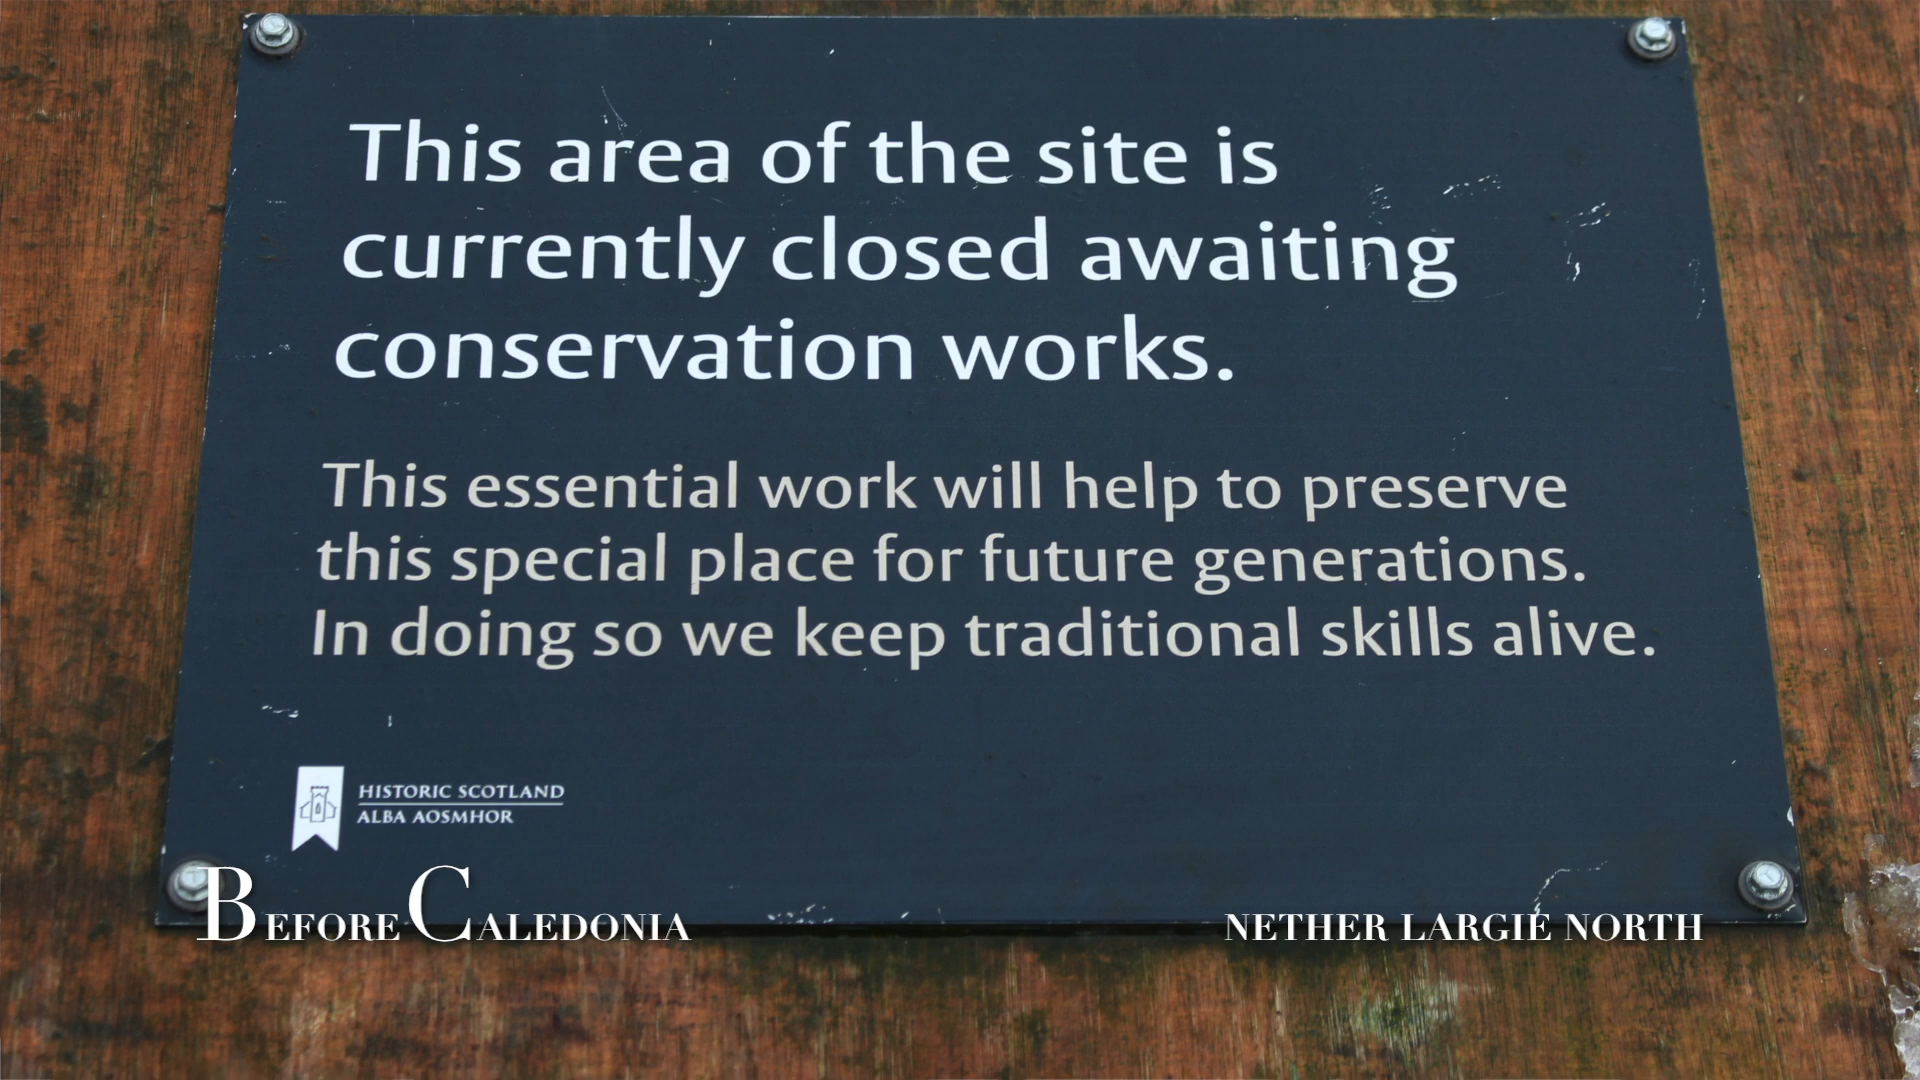 This area of the site is
currently closed awaiting
conservation works.
This essential work will help to preserve
this special place for future generations.
In doing so we keep traditional skills alive.
HISTORIC SCOTLAND
ALBA AOSMHOR
BEFORE CALEDONIA
NETHER LARGIE NORTH